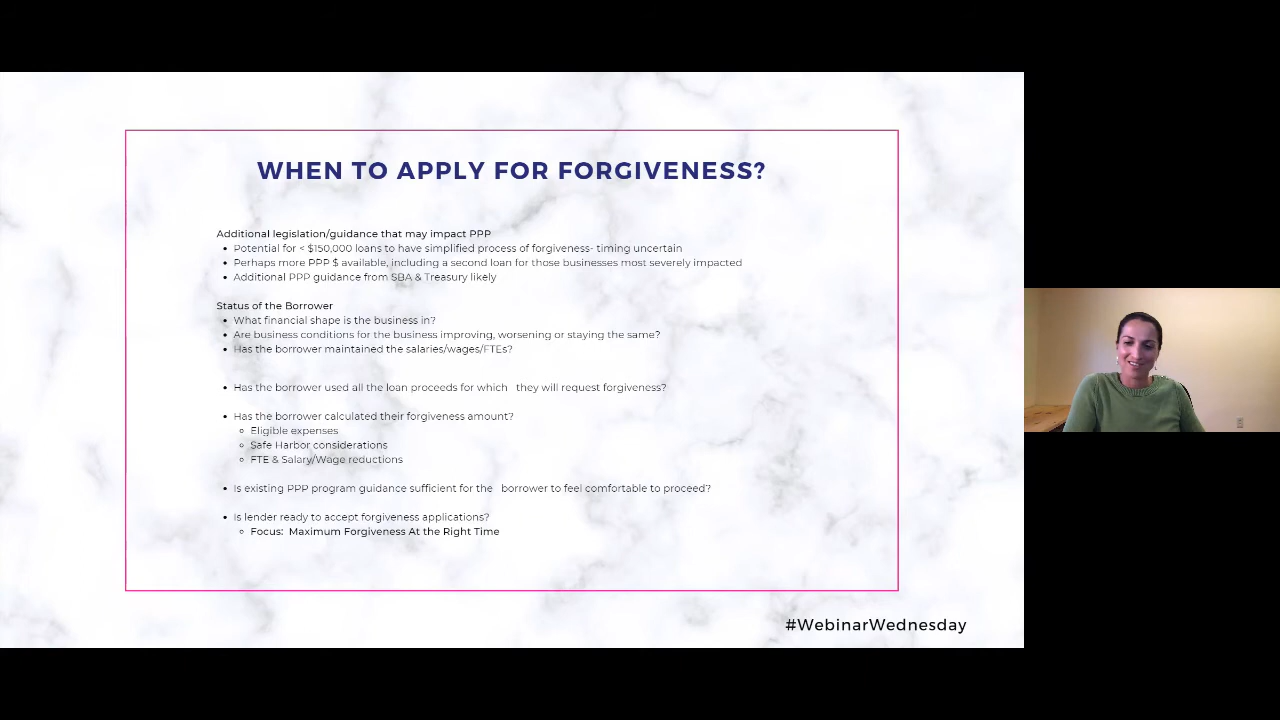 WHEN TO APPLY FOR FORGIVENESS?
Additional legislation/guidance that may impact PPP
• Potential for < $150,000 loans to have simplified process of forgiveness- timing uncertain
• Perhaps more PPP $ available, including a second loan for those businesses most severely impacted
• Additional PPP guidance from SBA & Treasury likely
Status of the Borrower
• What financial shape is the business in?
• Are business conditions for the business improving, worsening or staying the same?
• Has the borrower maintained the salaries/wages/FTEs?
• Has the borrower used all the loan proceeds for which they will request forgiveness?
• Has the borrower calculated their forgiveness amount?
◦ Eligible expenses
◦ Safe Harbor considerations
◦ FTE & Salary/Wage reductions
• Is existing PPP program guidance sufficient for the borrower to feel comfortable to proceed?
• Is lender ready to accept forgiveness applications?
◦ Focus: Maximum Forgiveness At the Right Time
#WebinarWednesday